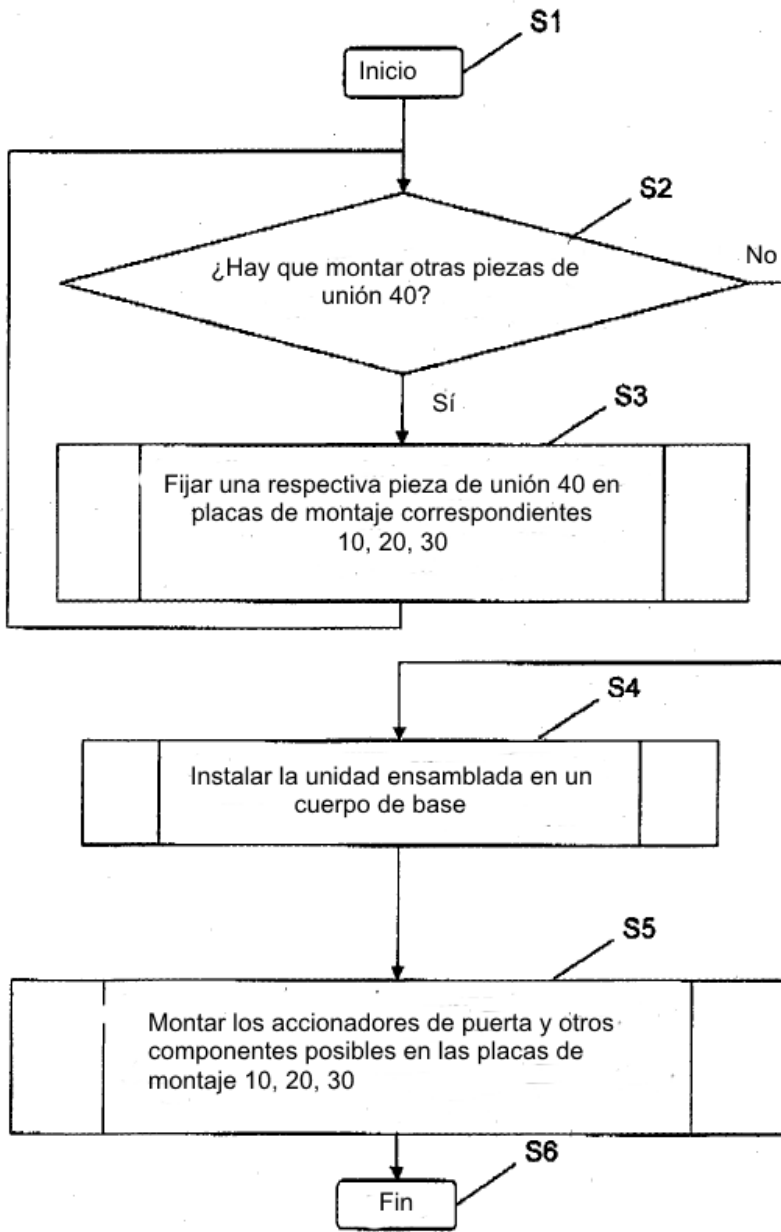 S1
Inicio
S2
¿Hay que montar otras piezas de
unión 40?
No
Sí
S3
Fijar una respectiva pieza de unión 40 en
placas de montaje correspondientes
10, 20, 30
S4
Instalar la unidad ensamblada en un
cuerpo de base
S5
Montar los accionadores de puerta y otros
componentes posibles en las placas de
montaje 10, 20, 30
S6
Fin